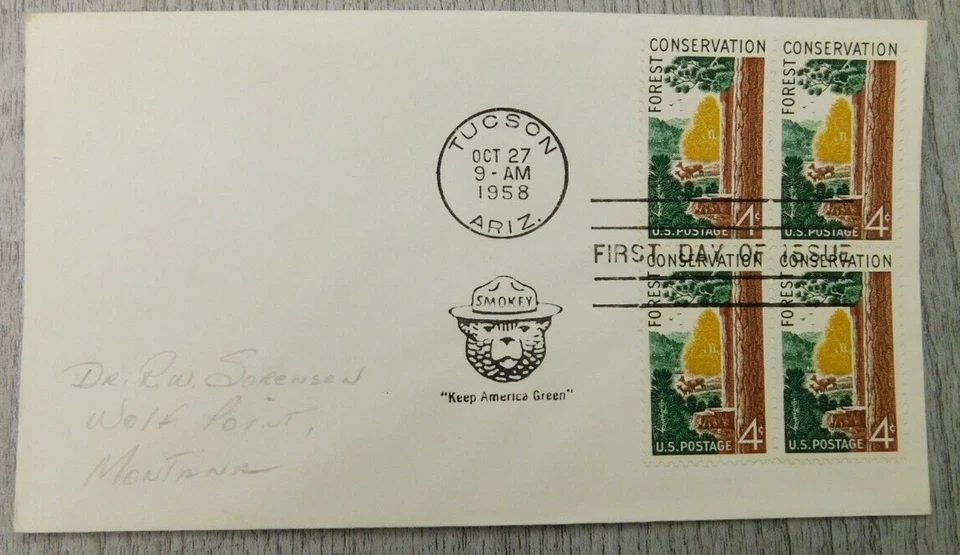 TUCSON
OCT 27
9-AM
1958
ARIZ.
FIRST DAY OF ISSUE
SMOKEY
"Keep America Green"
Dr. R.W. Sorensen
Wolf Point,
Montana
FOREST CONSERVATION
4¢
U.S. POSTAGE
FOREST CONSERVATION
4¢
U.S. POSTAGE
FOREST CONSERVATION
4¢
U.S. POSTAGE
FOREST CONSERVATION
4¢
U.S. POSTAGE